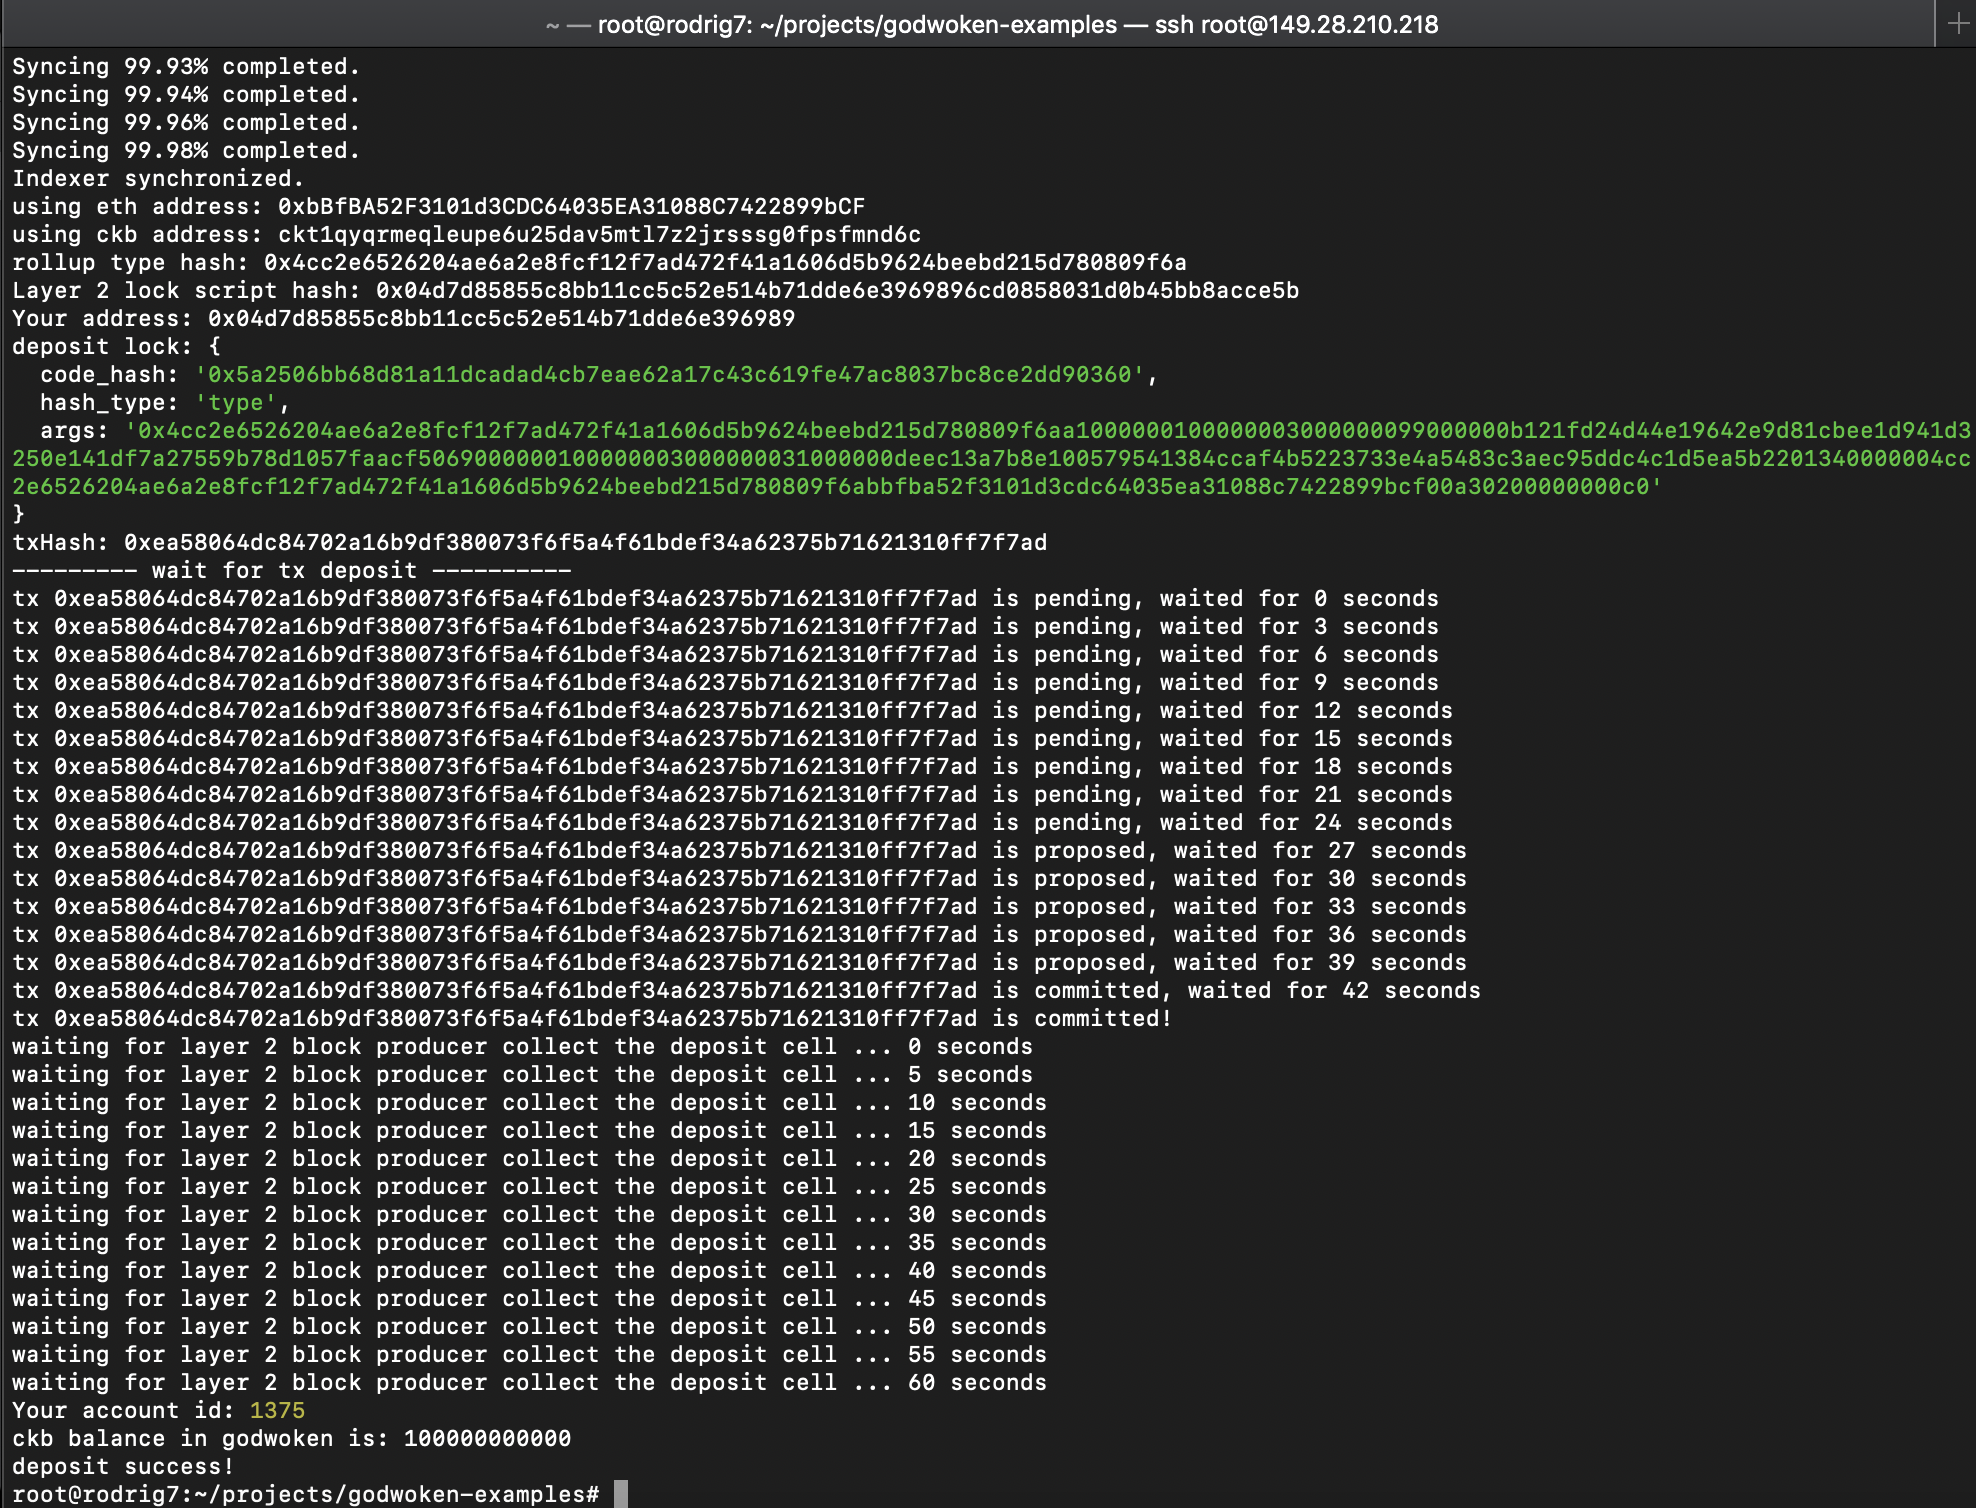 ~ — root@rodrig7: ~/projects/godwoken-examples — ssh root@149.28.210.218
Syncing 99.93% completed.
Syncing 99.94% completed.
Syncing 99.96% completed.
Syncing 99.98% completed.
Indexer synchronized.
using eth address: 0xbBfBA52F3101d3CDC64035EA31088C7422899bCF
using ckb address: ckt1qyqrmeqleupe6u25dav5mtl7z2jrsssg0fpsfmnd6c
rollup type hash: 0x4cc2e6526204ae6a2e8fcf12f7ad472f41a1606d5b9624beebd215d780809f6a
Layer 2 lock script hash: 0x04d7d85855c8bb11cc5c52e514b71dde6e3969896cd0858031d0b45bb8acce5b
Your address: 0x04d7d85855c8bb11cc5c52e514b71dde6e396989
deposit lock: {
  code_hash: '0x5a2506bb68d81a11dcadad4cb7eae62a17c43c619fe47ac8037bc8ce2dd90360',
  hash_type: 'type',
  args: '0x4cc2e6526204ae6a2e8fcf12f7ad472f41a1606d5b9624beebd215d780809f6aa1000000100000003000000099000000b121fd24d44e19642e9d81cbee1d941d3
250e141df7a27559b78d1057faacf506900000010000000300000031000000deec13a7b8e100579541384ccaf4b5223733e4a5483c3aec95ddc4c1d5ea5b2201340000004cc
2e6526204ae6a2e8fcf12f7ad472f41a1606d5b9624beebd215d780809f6abbfba52f3101d3cdc64035ea31088c7422899bcf00a30200000000c0'
}
txHash: 0xea58064dc84702a16b9df380073f6f5a4f61bdef34a62375b71621310ff7f7ad
--------- wait for tx deposit ----------
tx 0xea58064dc84702a16b9df380073f6f5a4f61bdef34a62375b71621310ff7f7ad is pending, waited for 0 seconds
tx 0xea58064dc84702a16b9df380073f6f5a4f61bdef34a62375b71621310ff7f7ad is pending, waited for 3 seconds
tx 0xea58064dc84702a16b9df380073f6f5a4f61bdef34a62375b71621310ff7f7ad is pending, waited for 6 seconds
tx 0xea58064dc84702a16b9df380073f6f5a4f61bdef34a62375b71621310ff7f7ad is pending, waited for 9 seconds
tx 0xea58064dc84702a16b9df380073f6f5a4f61bdef34a62375b71621310ff7f7ad is pending, waited for 12 seconds
tx 0xea58064dc84702a16b9df380073f6f5a4f61bdef34a62375b71621310ff7f7ad is pending, waited for 15 seconds
tx 0xea58064dc84702a16b9df380073f6f5a4f61bdef34a62375b71621310ff7f7ad is pending, waited for 18 seconds
tx 0xea58064dc84702a16b9df380073f6f5a4f61bdef34a62375b71621310ff7f7ad is pending, waited for 21 seconds
tx 0xea58064dc84702a16b9df380073f6f5a4f61bdef34a62375b71621310ff7f7ad is pending, waited for 24 seconds
tx 0xea58064dc84702a16b9df380073f6f5a4f61bdef34a62375b71621310ff7f7ad is proposed, waited for 27 seconds
tx 0xea58064dc84702a16b9df380073f6f5a4f61bdef34a62375b71621310ff7f7ad is proposed, waited for 30 seconds
tx 0xea58064dc84702a16b9df380073f6f5a4f61bdef34a62375b71621310ff7f7ad is proposed, waited for 33 seconds
tx 0xea58064dc84702a16b9df380073f6f5a4f61bdef34a62375b71621310ff7f7ad is proposed, waited for 36 seconds
tx 0xea58064dc84702a16b9df380073f6f5a4f61bdef34a62375b71621310ff7f7ad is proposed, waited for 39 seconds
tx 0xea58064dc84702a16b9df380073f6f5a4f61bdef34a62375b71621310ff7f7ad is committed, waited for 42 seconds
tx 0xea58064dc84702a16b9df380073f6f5a4f61bdef34a62375b71621310ff7f7ad is committed!
waiting for layer 2 block producer collect the deposit cell ... 0 seconds
waiting for layer 2 block producer collect the deposit cell ... 5 seconds
waiting for layer 2 block producer collect the deposit cell ... 10 seconds
waiting for layer 2 block producer collect the deposit cell ... 15 seconds
waiting for layer 2 block producer collect the deposit cell ... 20 seconds
waiting for layer 2 block producer collect the deposit cell ... 25 seconds
waiting for layer 2 block producer collect the deposit cell ... 30 seconds
waiting for layer 2 block producer collect the deposit cell ... 35 seconds
waiting for layer 2 block producer collect the deposit cell ... 40 seconds
waiting for layer 2 block producer collect the deposit cell ... 45 seconds
waiting for layer 2 block producer collect the deposit cell ... 50 seconds
waiting for layer 2 block producer collect the deposit cell ... 55 seconds
waiting for layer 2 block producer collect the deposit cell ... 60 seconds
Your account id: 1375
ckb balance in godwoken is: 100000000000
deposit success!
root@rodrig7:~/projects/godwoken-examples#